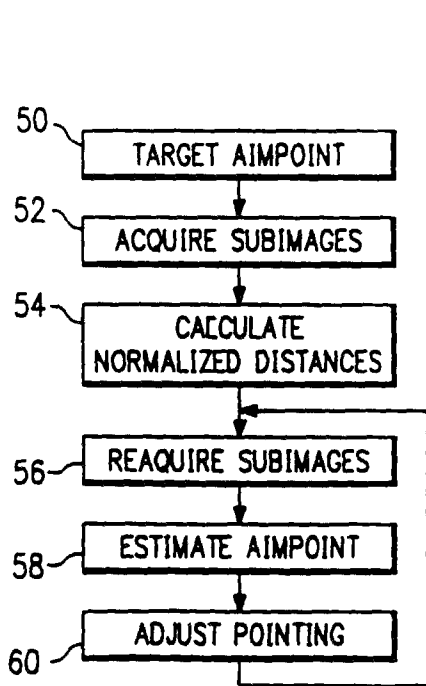 50
TARGET AIMPOINT
52
ACQUIRE SUBIMAGES
54
CALCULATE
NORMALIZED DISTANCES
56
REAQUIRE SUBIMAGES
58
ESTIMATE AIMPOINT
60
ADJUST POINTING